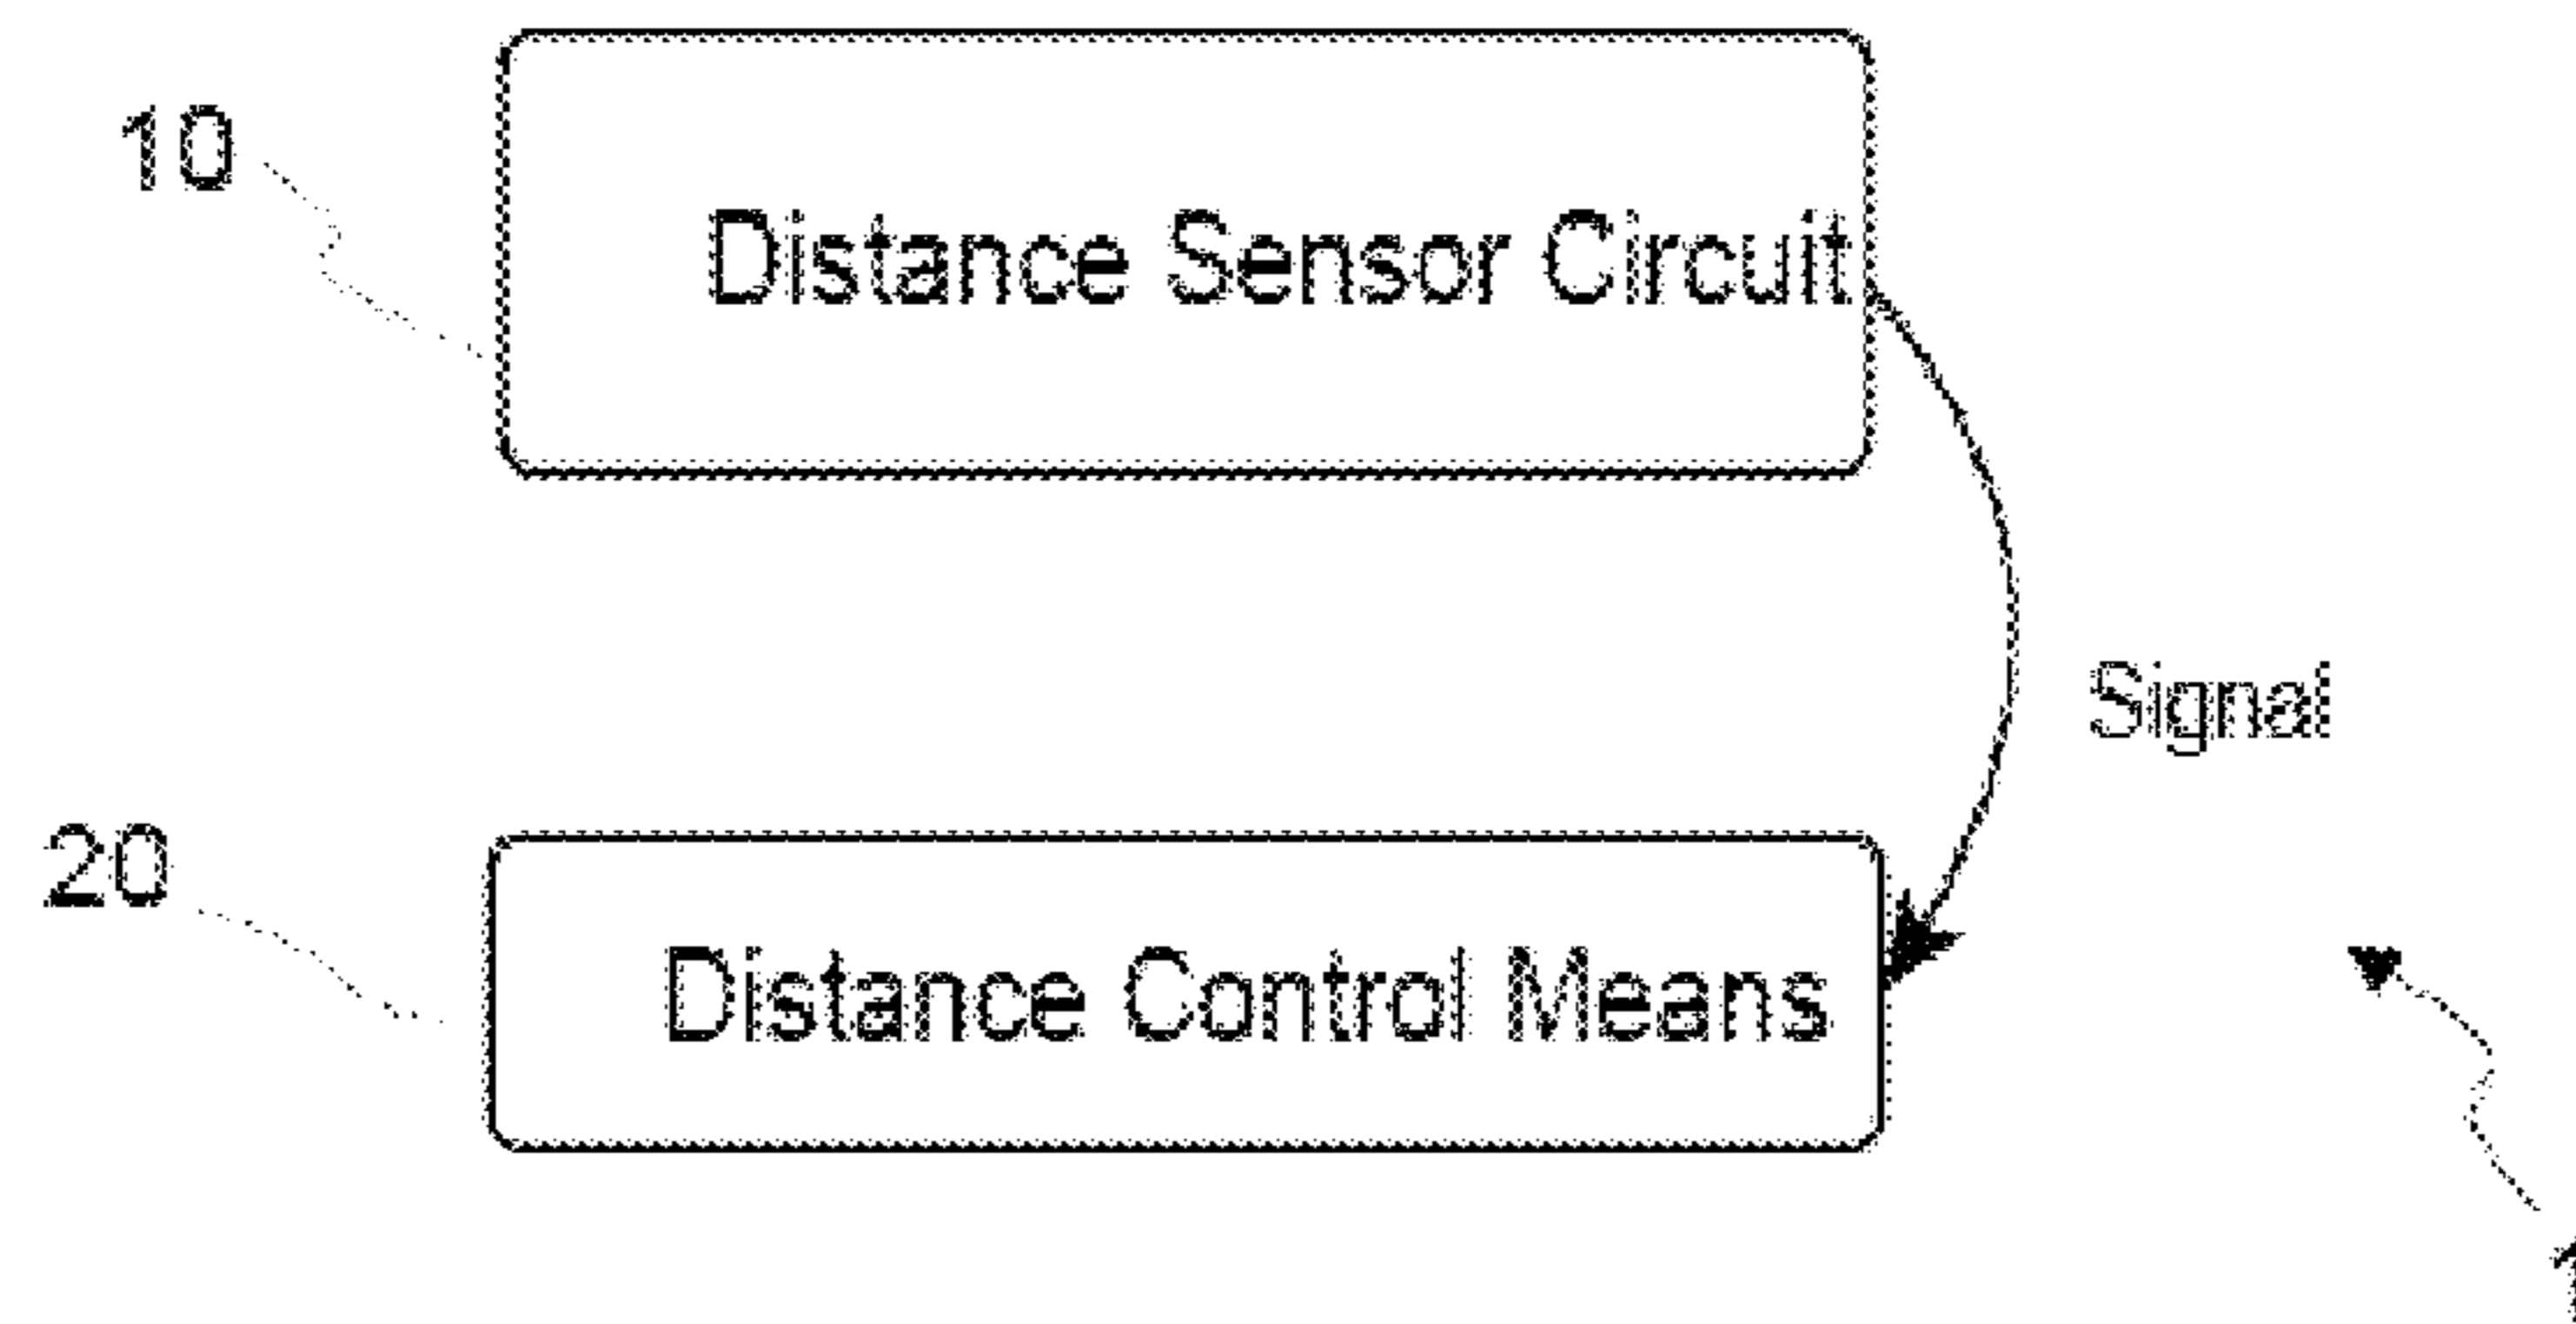 10
Distance Sensor Circuit
Signal
20
Distance Control Means